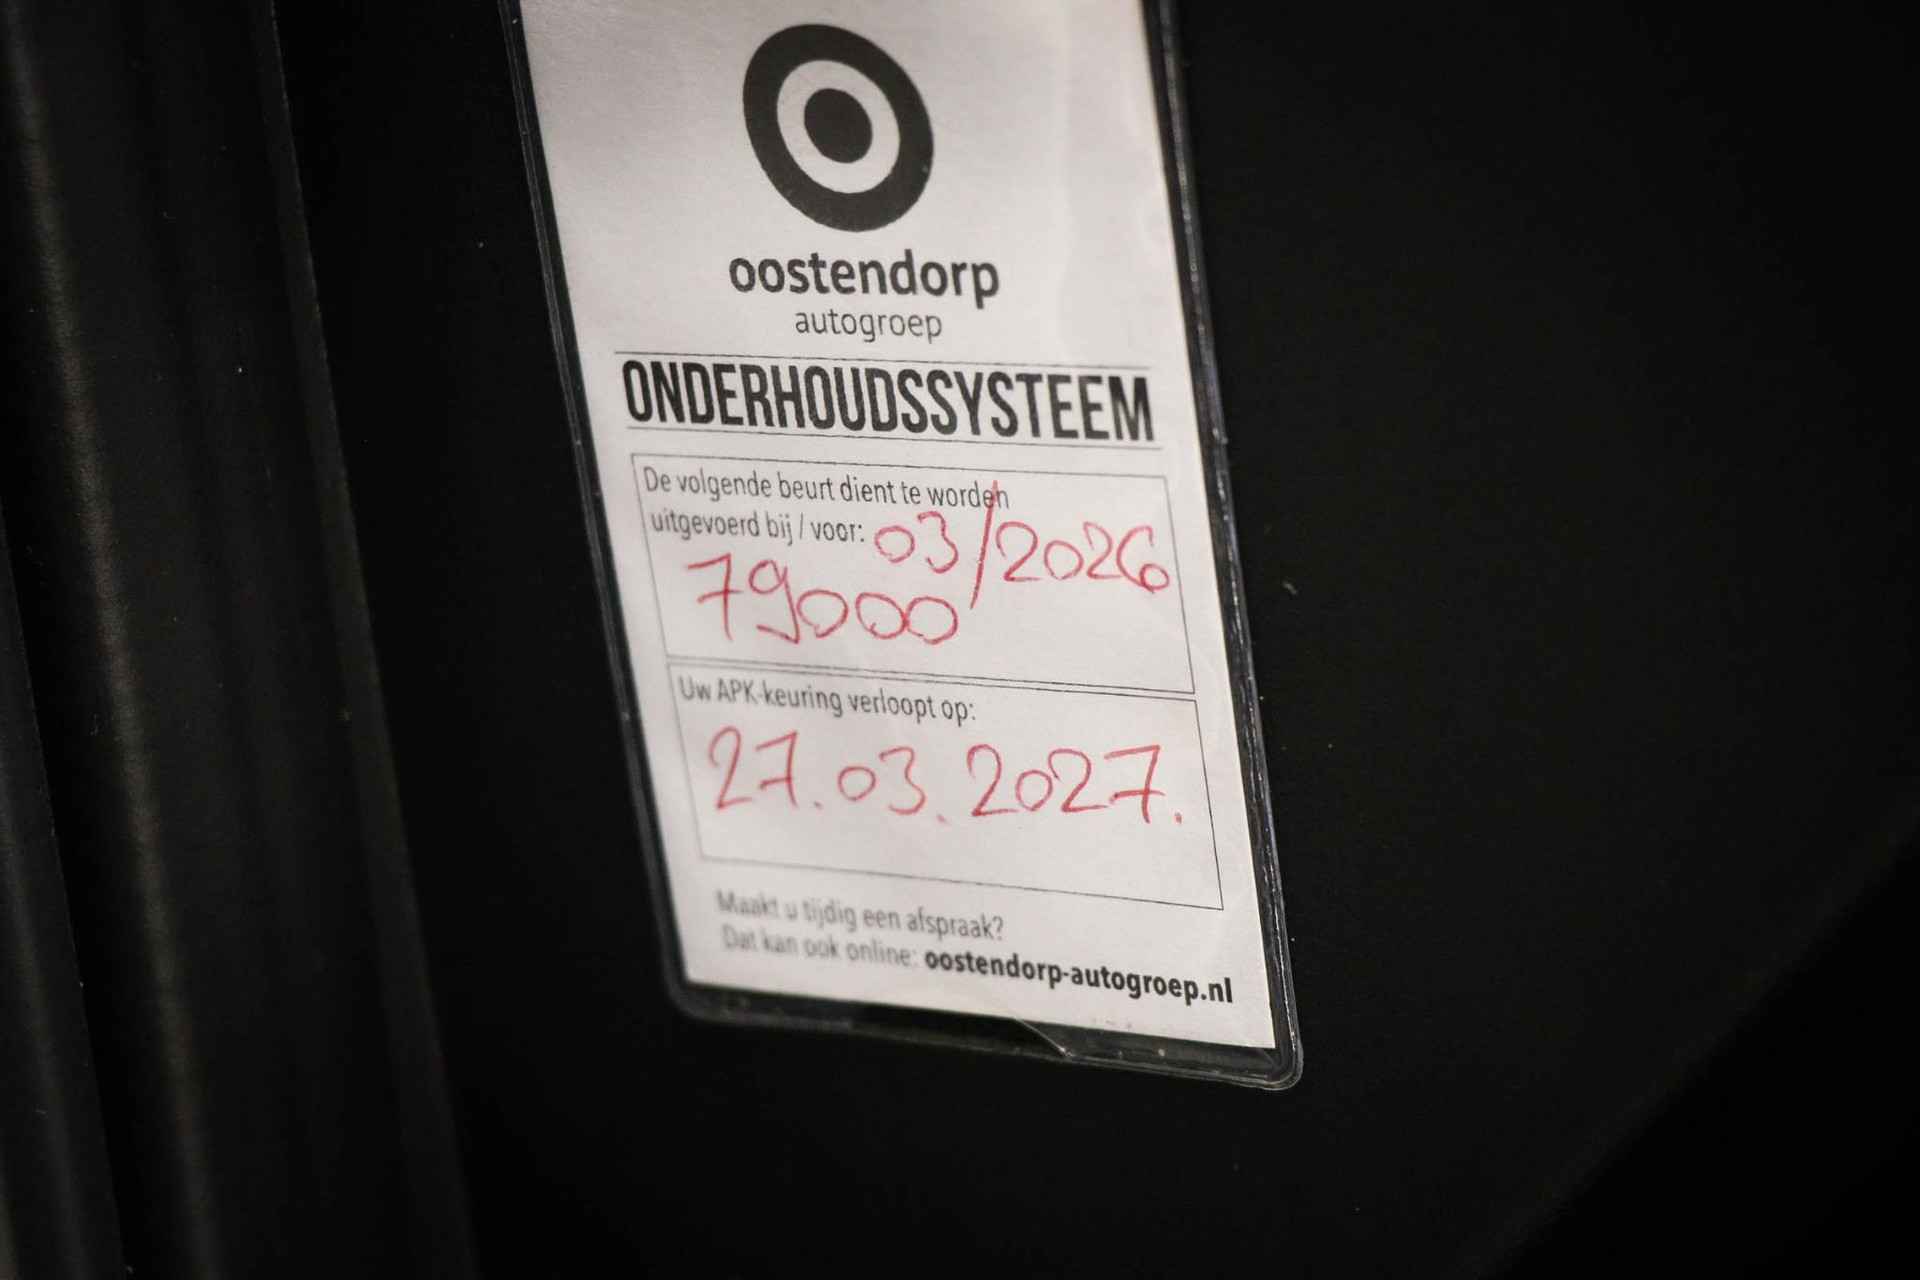 oostendorp
autogroep
ONDERHOUDSSYSTEEM
De volgende beurt dient te worden
uitgevoerd bij / voor: 03/2026
79000
Uw APK-keuring verloopt op:
27.03.2027.
Maakt u tijdig een afspraak?
Dat kan ook online: oostendorp-autogroep.nl